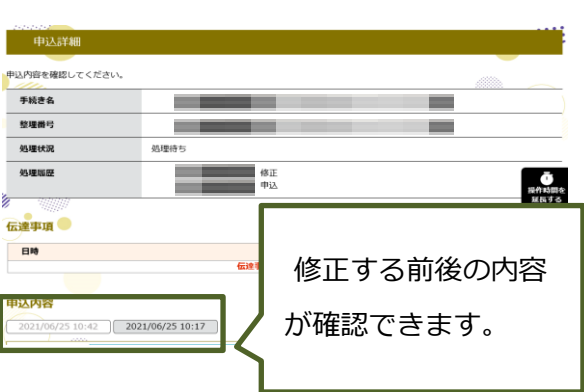 申込詳細
申込内容を確認してください。
手続き名
整理番号
処理状況 処理待ち
処理履歴 修正
申込
操作時間を
延長する
伝達事項
日時
伝達事
申込内容
2021/06/25 10:42 2021/06/25 10:17
修正する前後の内容
が確認できます。